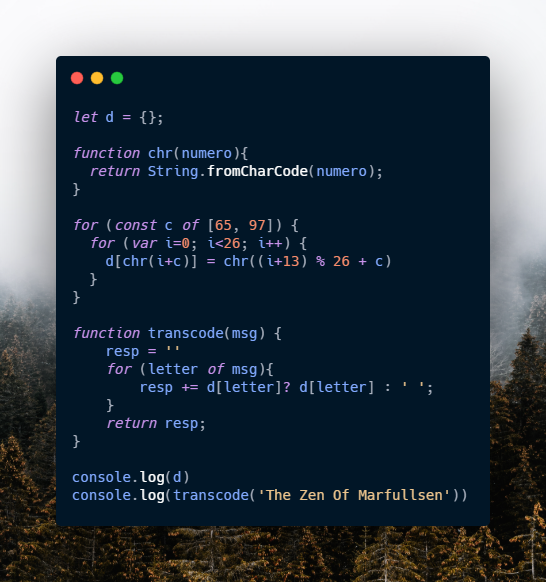 let d = {};
function chr(numero){
return String.fromCharCode(numero);
}
for (const c of [65, 97]) {
for (var i=0; i<26; i++) {
d[chr(i+c)] = chr((i+13) % 26 + c)
}
}
function transcode(msg) {
resp = ''
for (letter of msg){
resp += d[letter]? d[letter] : ' ';
}
return resp;
}
console.log(d)
console.log(transcode('The Zen Of Marfullsen'))